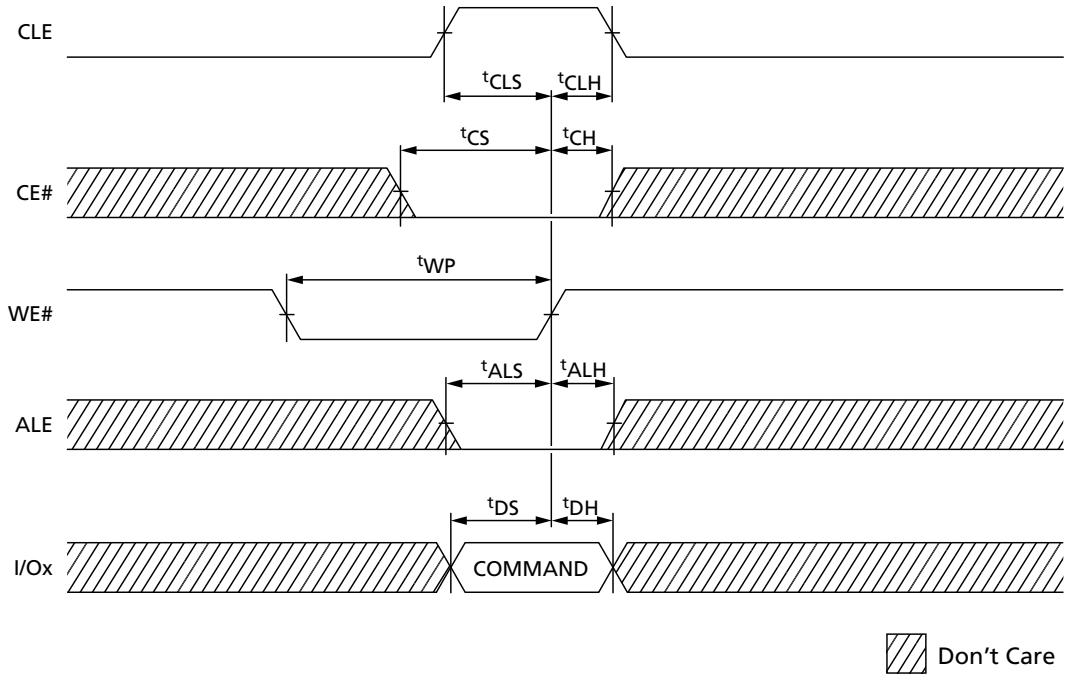 CLE
tCLS tCLH
tCS tCH
CE#
tWP
WE#
tALS tALH
ALE
tDS tDH
I/Ox COMMAND
Don't Care